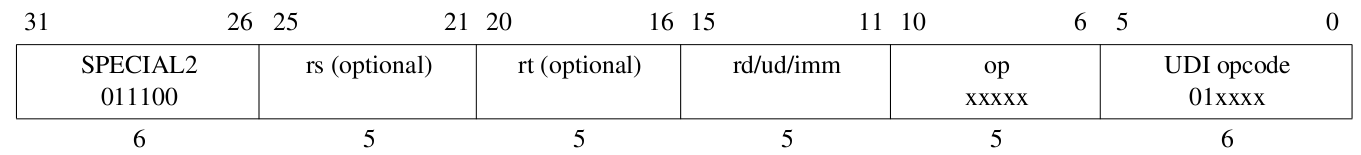 31 26 25 21 20 16 15 11 10 6 5 0
SPECIAL2 rs (optional) rt (optional) rd/ud/imm op UDI opcode
011100 xxxxx 01xxxx
6 5 5 5 5 6